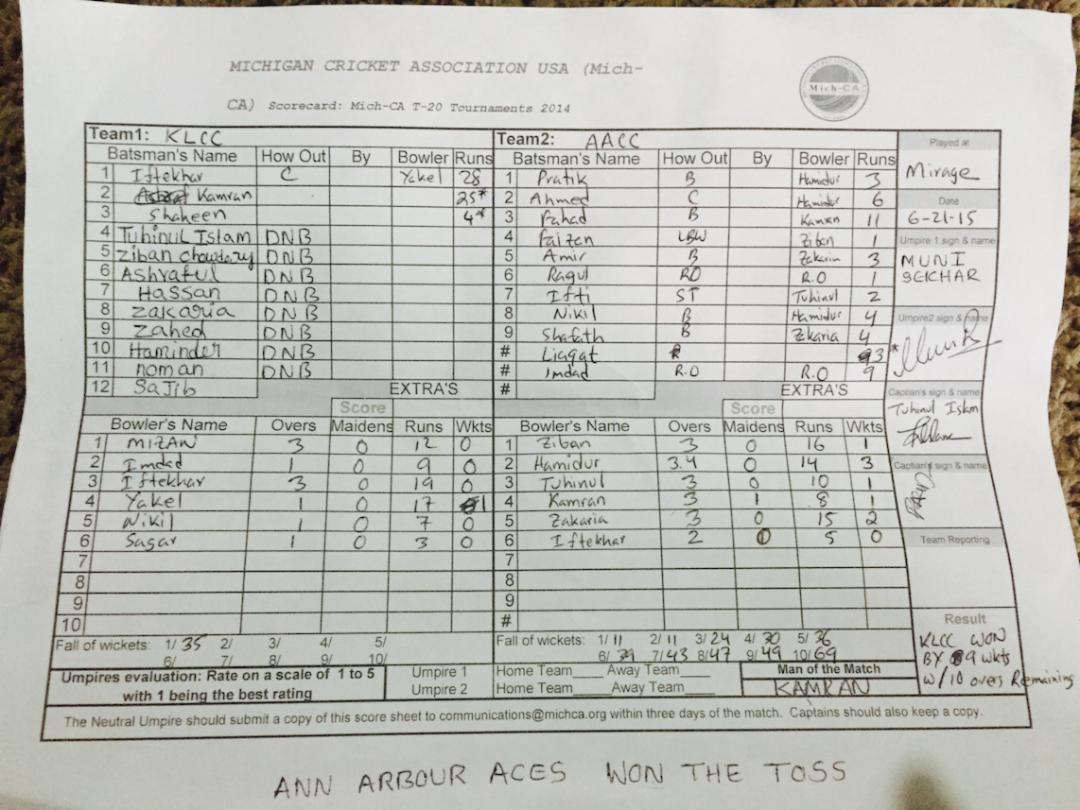 MICHIGAN CRICKET ASSOCIATION USA (Mich-
CA) Scorecard: Mich-CA T-20 Tournaments 2014
Mich-CA
Team1: KLCC
Batsman's Name How Out By Bowler Runs
1 Iftekhar C Yakel 28
2 Kamran 25*
3 Shaheen 4*
4 Tuhinul Islam DNB
5 Ziban chowdary DNB
6 Ashraful DNB
7 Hassan DNB
8 zakaria DNB
9 Zahed DNB
10 Haminder DNB
11 noman DNB
12 Sajib EXTRA'S
Score
Bowler's Name Overs Maidens Runs Wkts
1 MIZAN 3 0 12 0
2 Imdad 1 0 9 0
3 Iftekhar 3 0 19 0
4 Yakel 1 0 17 1
5 Nikil 1 0 7 0
6 Sagar 1 0 3 0
7
8
9
10
Fall of wickets: 1/ 35 2/ 3/ 4/ 5/
6/ 7/ 8/ 9/ 10/
Team2: AACC
Batsman's Name How Out By Bowler Runs
1 Pratik B Hamidur 3
2 Ahmed C Hamidur 6
3 Fahad B Kamran 11
4 Faizen LBW Ziban 1
5 Amir B Zakaria 3
6 Ragul RO R.O 1
7 Ifti ST Tuhinul 2
8 Nikil B Hamidur 4
9 Shafath B Zkaria 4
# Liaqat 3*
# Imdad R.O R.O 9
# EXTRA'S
Score
Bowler's Name Overs Maidens Runs Wkts
1 Ziban 3 0 16 1
2 Hamidur 3.4 0 14 3
3 Tuhinul 3 0 10 1
4 Kamran 3 1 8 1
5 Zakaria 3 0 15 2
6 Iftekhar 2 0 5 0
7
8
9
#
Fall of wickets: 1/ 11 2/ 11 3/ 24 4/ 30 5/ 36
6/ 39 7/ 43 8/ 47 9/ 49 10/ 69
Played at
Mirage
Date
6-21-15
Umpire 1 sign & name
MUNI
SEKHAR
Umpire2 sign & name
Captain's sign & name
Tuhinul Islam
Captian's sign & name
Team Reporting
Result
KLCC WON
BY 9 wkts
w/ 10 overs Remaining
Umpires evaluation: Rate on a scale of 1 to 5
with 1 being the best rating
Umpire 1 Home Team Away Team
Umpire 2 Home Team Away Team
Man of the Match
KAMRAN
The Neutral Umpire should submit a copy of this score sheet to communications@michca.org within three days of the match. Captains should also keep a copy.
ANN ARBOUR ACES WON THE TOSS